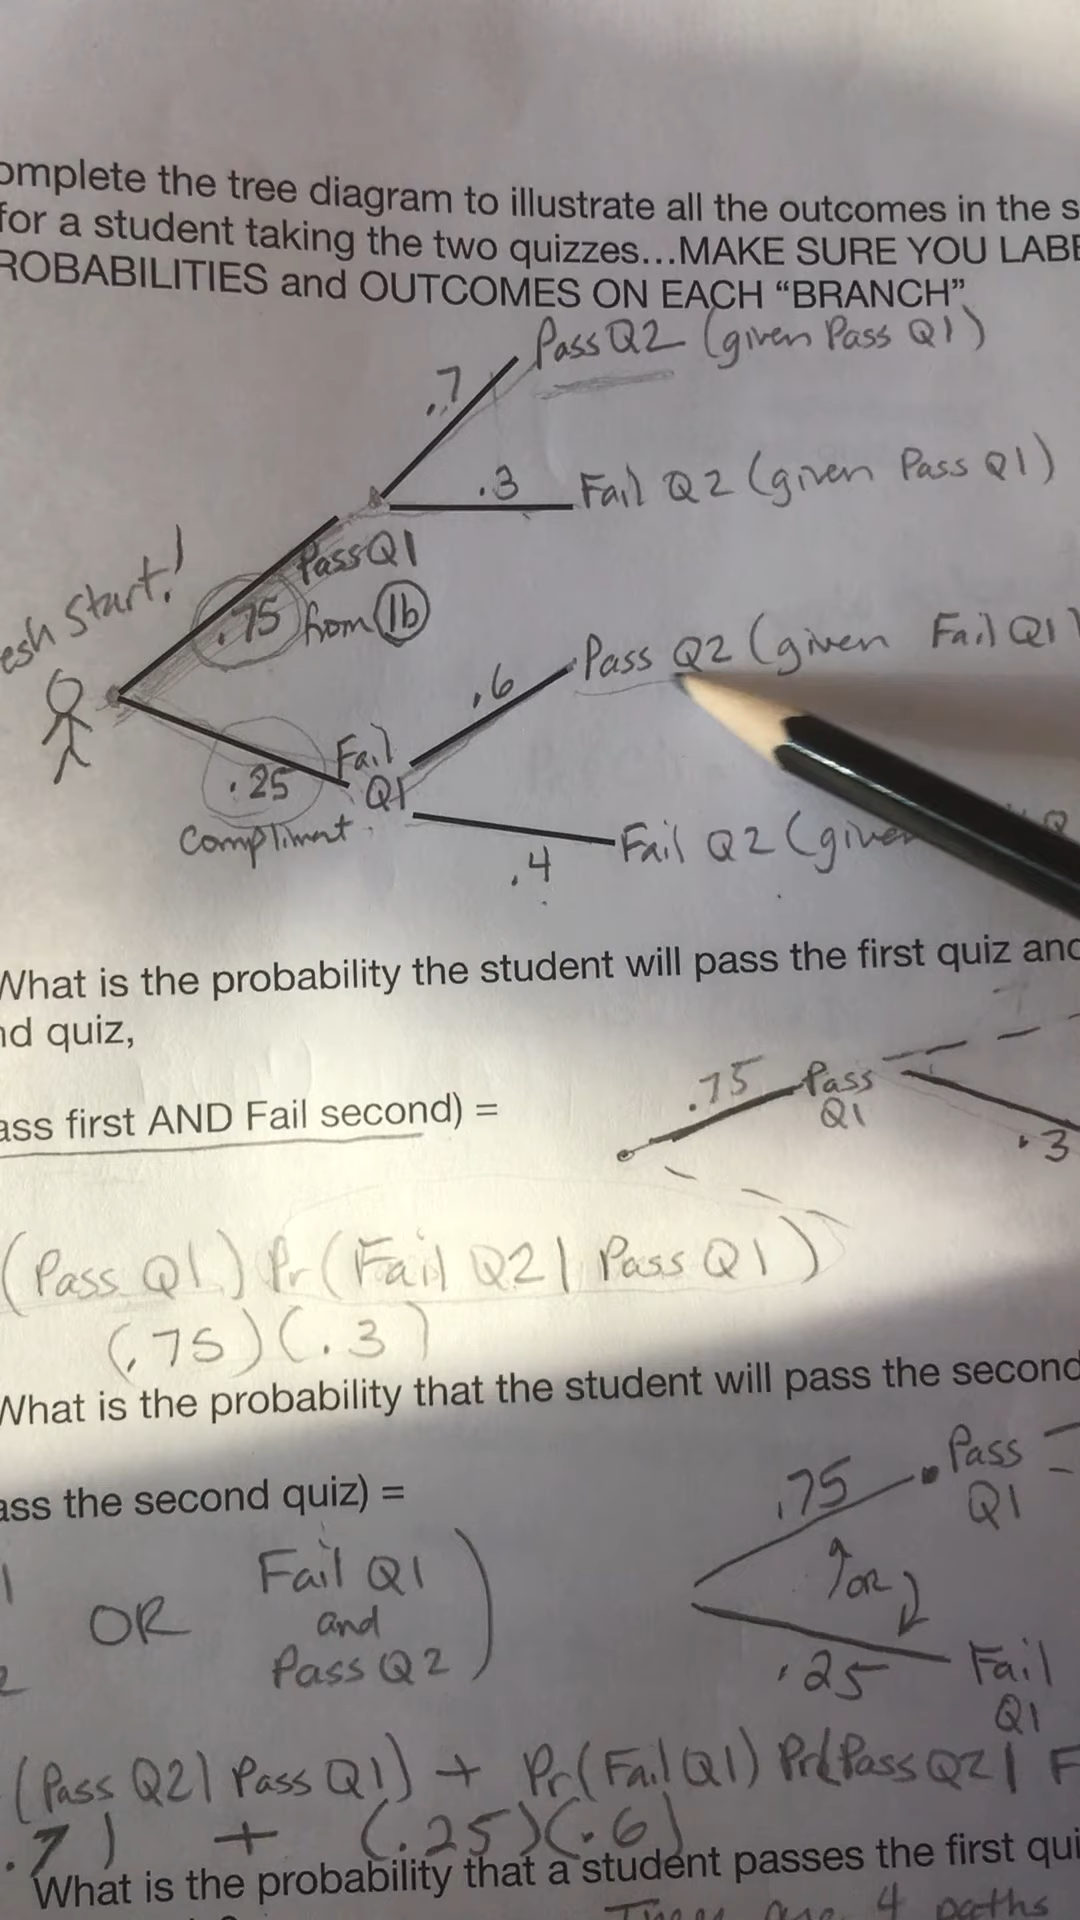 omplete the tree diagram to illustrate all the outcomes in the s
for a student taking the two quizzes...MAKE SURE YOU LABE
ROBABILITIES and OUTCOMES ON EACH “BRANCH”
Pass Q2 (given Pass Q1)
.7
.3 Fail Q2 (given Pass Q1)
Pass Q1
esh Start!
.75 from 1b
Pass Q2 (given Fail Q1)
.6
Fail
Q1
.25
Compliment
Fail Q2 (given
.4
What is the probability the student will pass the first quiz and
nd quiz,
.75 Pass
Q1
ass first AND Fail second) =
.3
(Pass Q1) Pr(Fail Q2 | Pass Q1)
(.75)(.3)
What is the probability that the student will pass the second
ass the second quiz) =
.75 Pass
Q1
OR
.25 Fail
Q1
Fail Q1
OR and
Pass Q2
(Pass Q2 | Pass Q1) + Pr(Fail Q1) Pr(Pass Q2 | F
.7) + (.25)(.6)
What is the probability that a student passes the first qui
4 paths